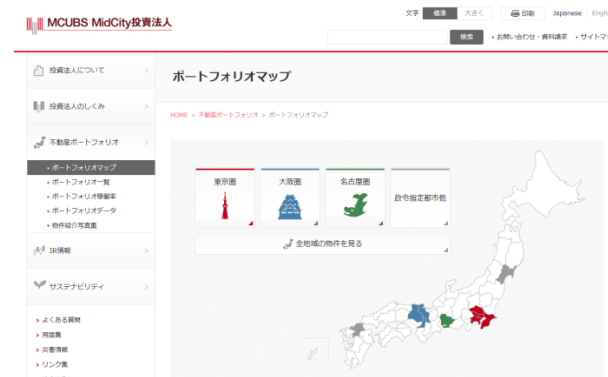 文字 標準 大きく 印刷 Japanese Englis
MCUBS MidCity投資法人
検索 お問い合わせ・資料請求 サイトマッ
投資法人について
投資法人のしくみ
不動産ポートフォリオ
ポートフォリオマップ
ポートフォリオ一覧
ポートフォリオ稼働率
ポートフォリオデータ
物件紹介写真集
IR情報
サステナビリティ
よくある質問
用語集
災害情報
リンク集
ポートフォリオマップ
HOME > 不動産ポートフォリオ > ポートフォリオマップ
東京圏 大阪圏 名古屋圏 政令指定都市他
全地域の物件を見る